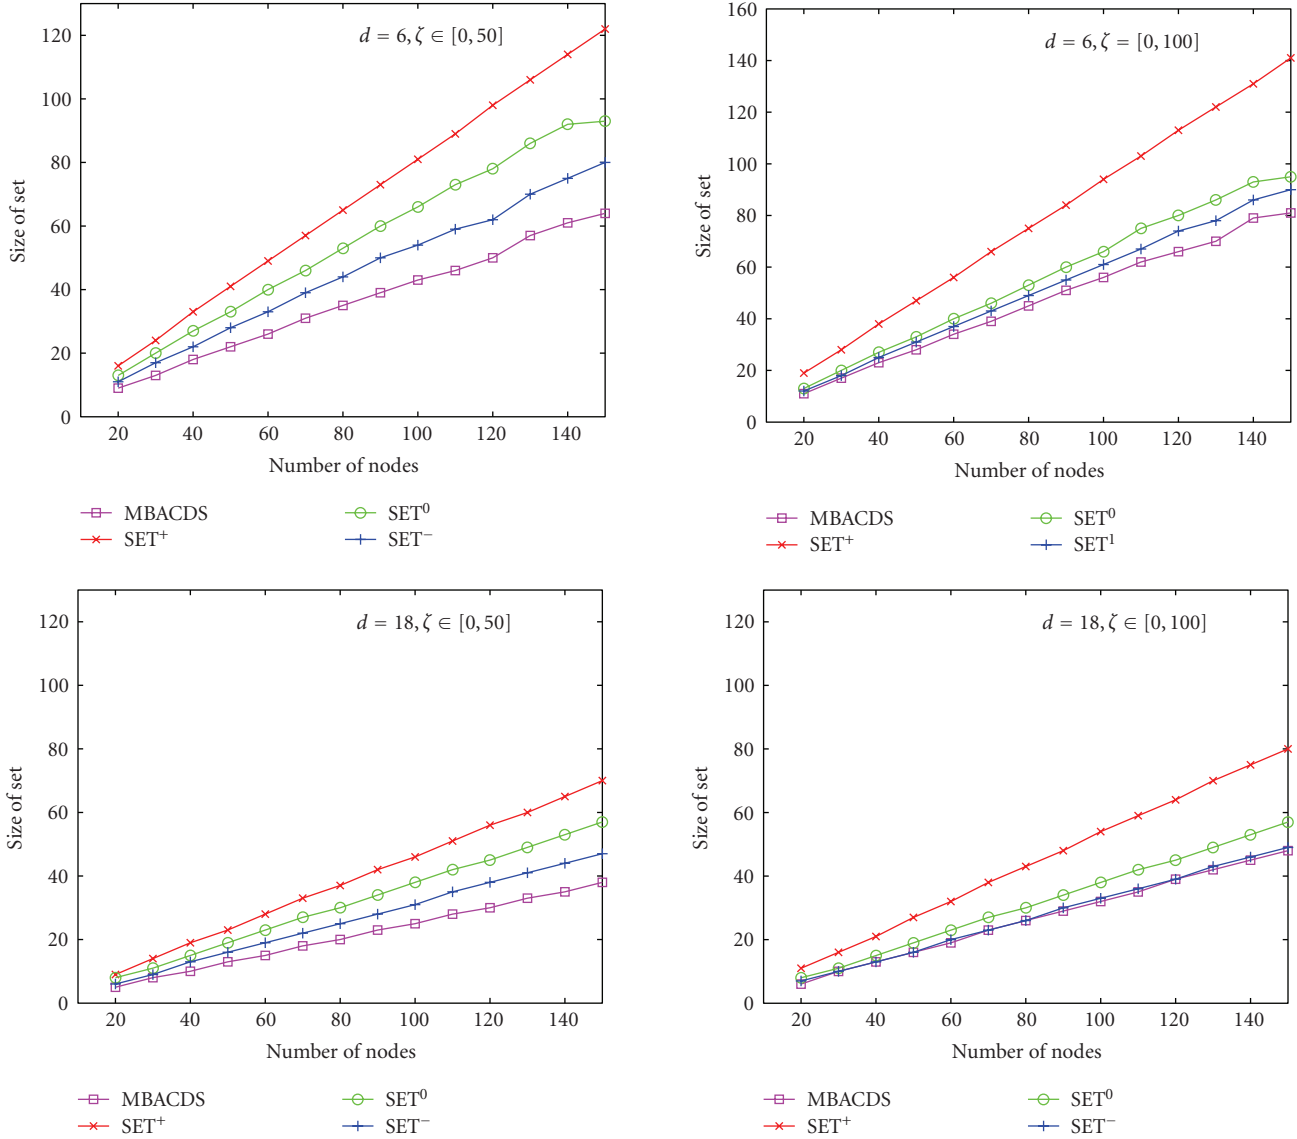 d = 6, ζ ∈ [0, 50]
120
100
80
60
40
20
0
Size of set
20 40 60 80 100 120 140
Number of nodes
MBACDS SET⁰
SET⁺ SET⁻
d = 6, ζ = [0, 100]
160
140
120
100
80
60
40
20
0
Size of set
20 40 60 80 100 120 140
Number of nodes
MBACDS SET⁰
SET⁺ SET¹
d = 18, ζ ∈ [0, 50]
120
100
80
60
40
20
0
Size of set
20 40 60 80 100 120 140
Number of nodes
MBACDS SET⁰
SET⁺ SET⁻
d = 18, ζ ∈ [0, 100]
120
100
80
60
40
20
0
Size of set
20 40 60 80 100 120 140
Number of nodes
MBACDS SET⁰
SET⁺ SET⁻